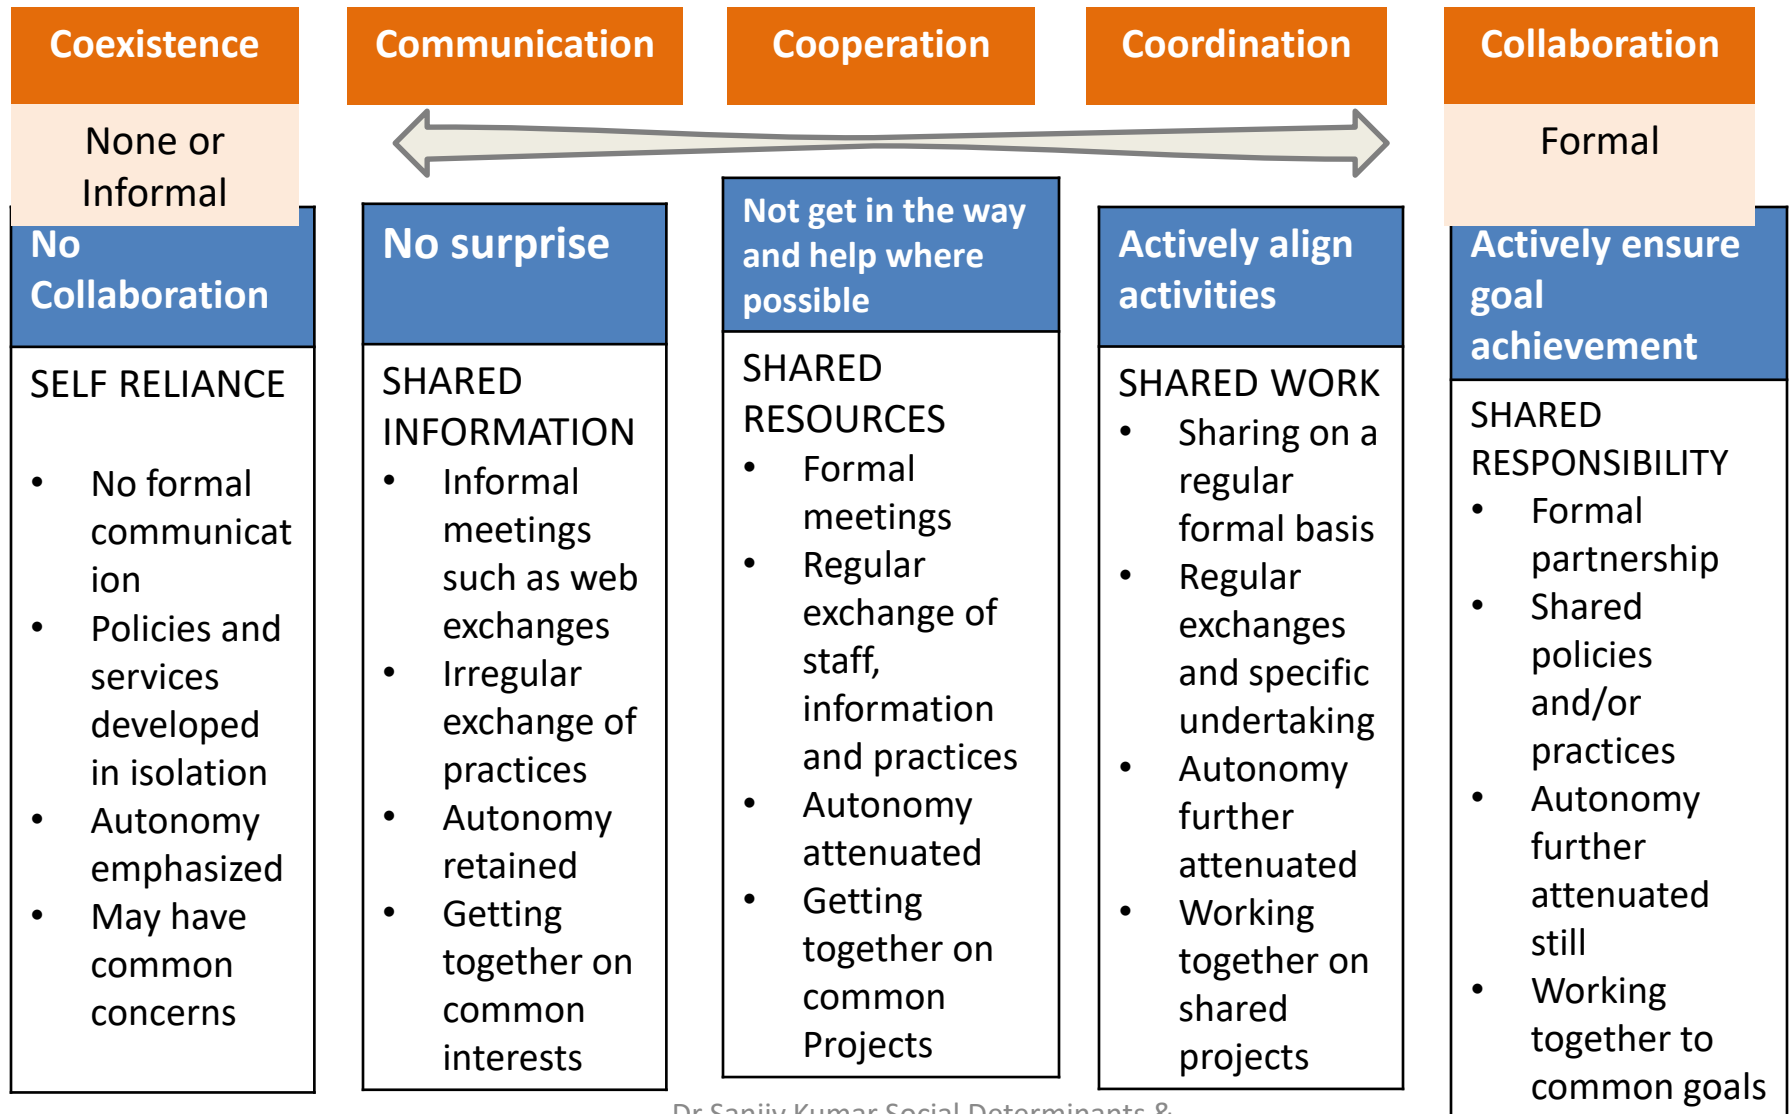 Coexistence
Communication
Cooperation
Coordination
Collaboration
None or
Informal
Formal
No
Collaboration
SELF RELIANCE
• No formal
communicat
ion
• Policies and
services
developed
in isolation
• Autonomy
emphasized
• May have
common
concerns
No surprise
SHARED
INFORMATION
• Informal
meetings
such as web
exchanges
• Irregular
exchange of
practices
• Autonomy
retained
• Getting
together on
common
interests
Not get in the way
and help where
possible
SHARED
RESOURCES
• Formal
meetings
• Regular
exchange of
staff,
information
and practices
• Autonomy
attenuated
• Getting
together on
common
Projects
Actively align
activities
SHARED WORK
• Sharing on a
regular
formal basis
• Regular
exchanges
and specific
undertaking
• Autonomy
further
attenuated
• Working
together on
shared
projects
Actively ensure
goal
achievement
SHARED
RESPONSIBILITY
• Formal
partnership
• Shared
policies
and/or
practices
• Autonomy
further
attenuated
still
• Working
together to
common goals
Dr Sanjiv Kumar Social Determinants &